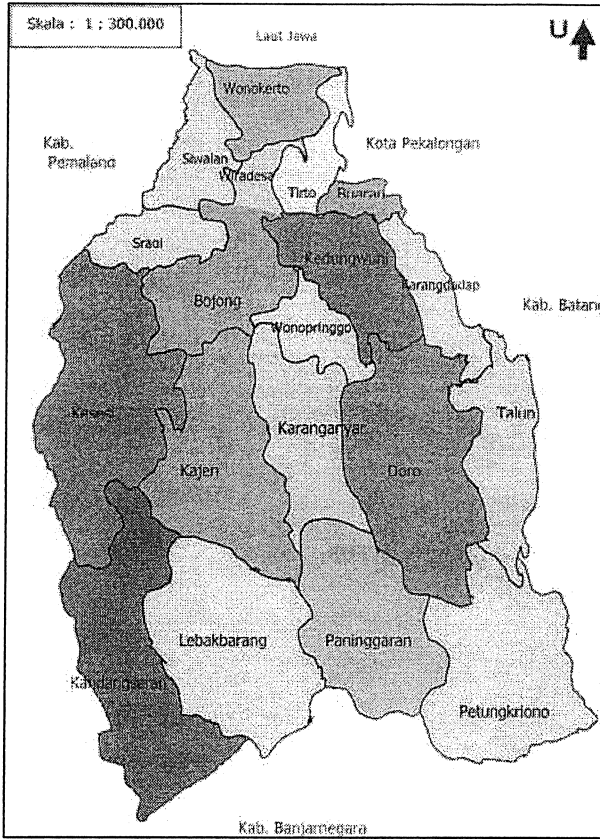 Skala : 1 : 300.000
U
Laut Jawa
Wonokerto
Kab.
Pemalang
Kota Pekalongan
Siwalan
Wiradesa
Tirto
Buaran
Sragi
Kedungwuni
Karangdadap
Bojong
Kab. Batang
Wonopringgo
Kesesi
Talun
Karanganyar
Kajen
Doro
Lebakbarang
Paninggaran
Kandangserang
Petungkriono
Kab. Banjarnegara